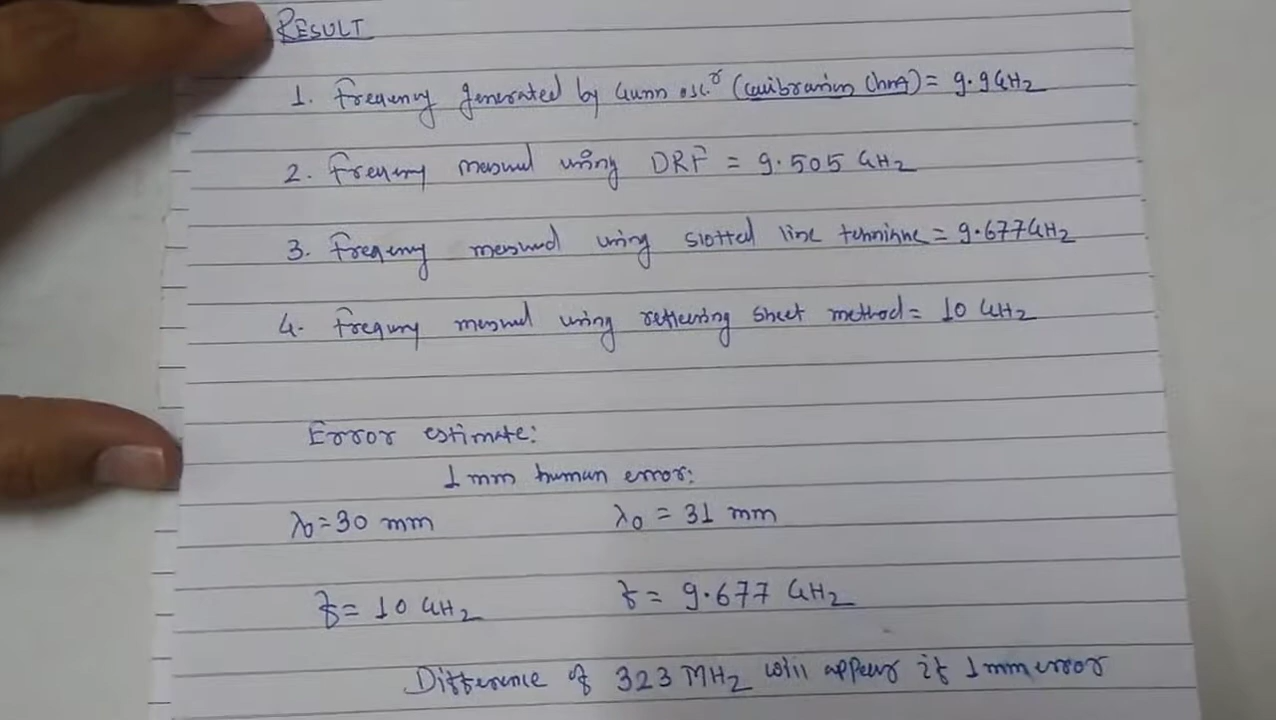 RESULT
1. Frequency generated by Gunn oscr (calibration chart) = 9.9 GHz
2. Frequency measured using DRF = 9.505 GHz
3. Frequency measured using slotted line technique = 9.677 GHz
4. Frequency measured using reflecting sheet method = 10 GHz
Error estimate:
1 mm human error:
λ0 = 30 mm λ0 = 31 mm
f = 10 GHz f = 9.677 GHz
Difference of 323 MHz will appear if 1 mm error